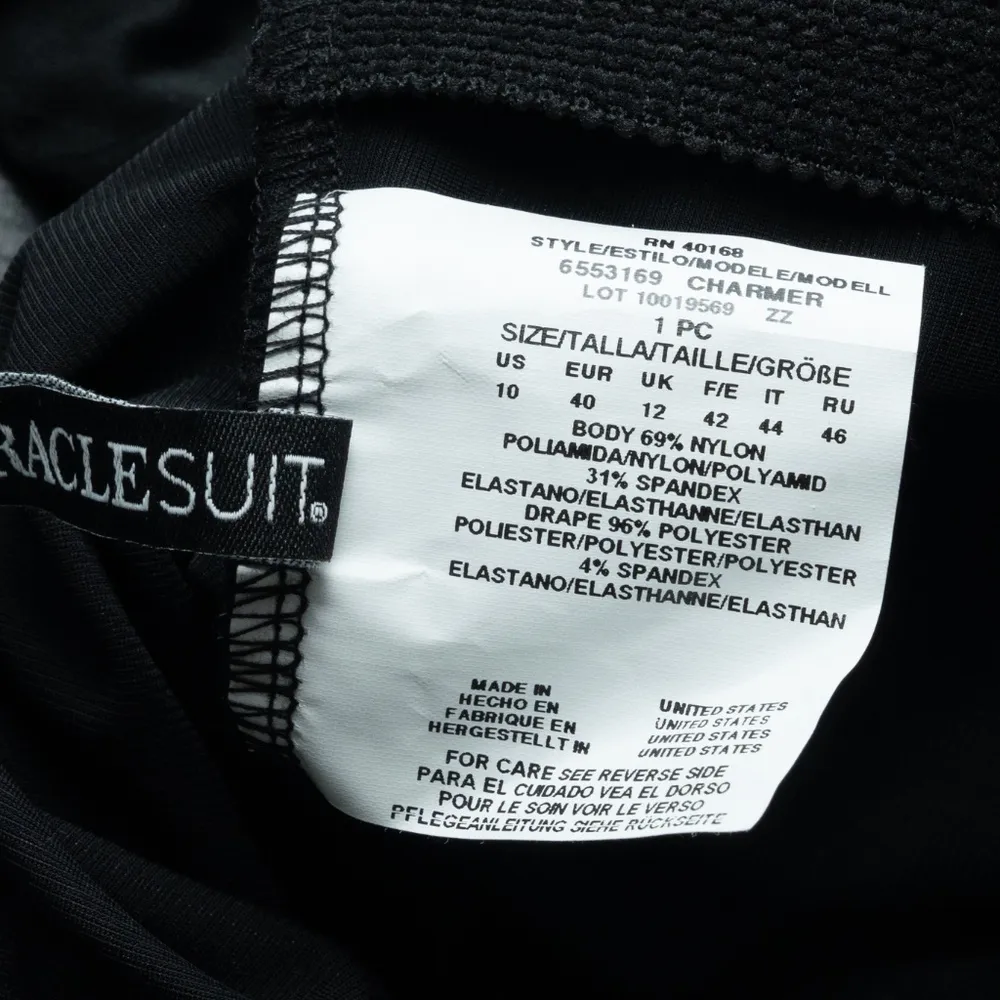 RACLESUIT®
RN 40168
STYLE/ESTILO/MODELE/MODELL
6553169 CHARMER
LOT 10019569 ZZ
1 PC
SIZE/TALLA/TAILLE/GRÖßE
US EUR UK F/E IT RU
10 40 12 42 44 46
BODY 69% NYLON
POLIAMIDA/NYLON/POLYAMID
31% SPANDEX
ELASTANO/ELASTHANNE/ELASTHAN
DRAPE 96% POLYESTER
POLIESTER/POLYESTER/POLYESTER
4% SPANDEX
ELASTANO/ELASTHANNE/ELASTHAN
MADE IN UNITED STATES
HECHO EN UNITED STATES
FABRIQUE EN UNITED STATES
HERGESTELLT IN UNITED STATES
FOR CARE SEE REVERSE SIDE
PARA EL CUIDADO VEA EL DORSO
POUR LE SOIN VOIR LE VERSO
PFLEGEANLEITUNG SIEHE RÜCKSEITE